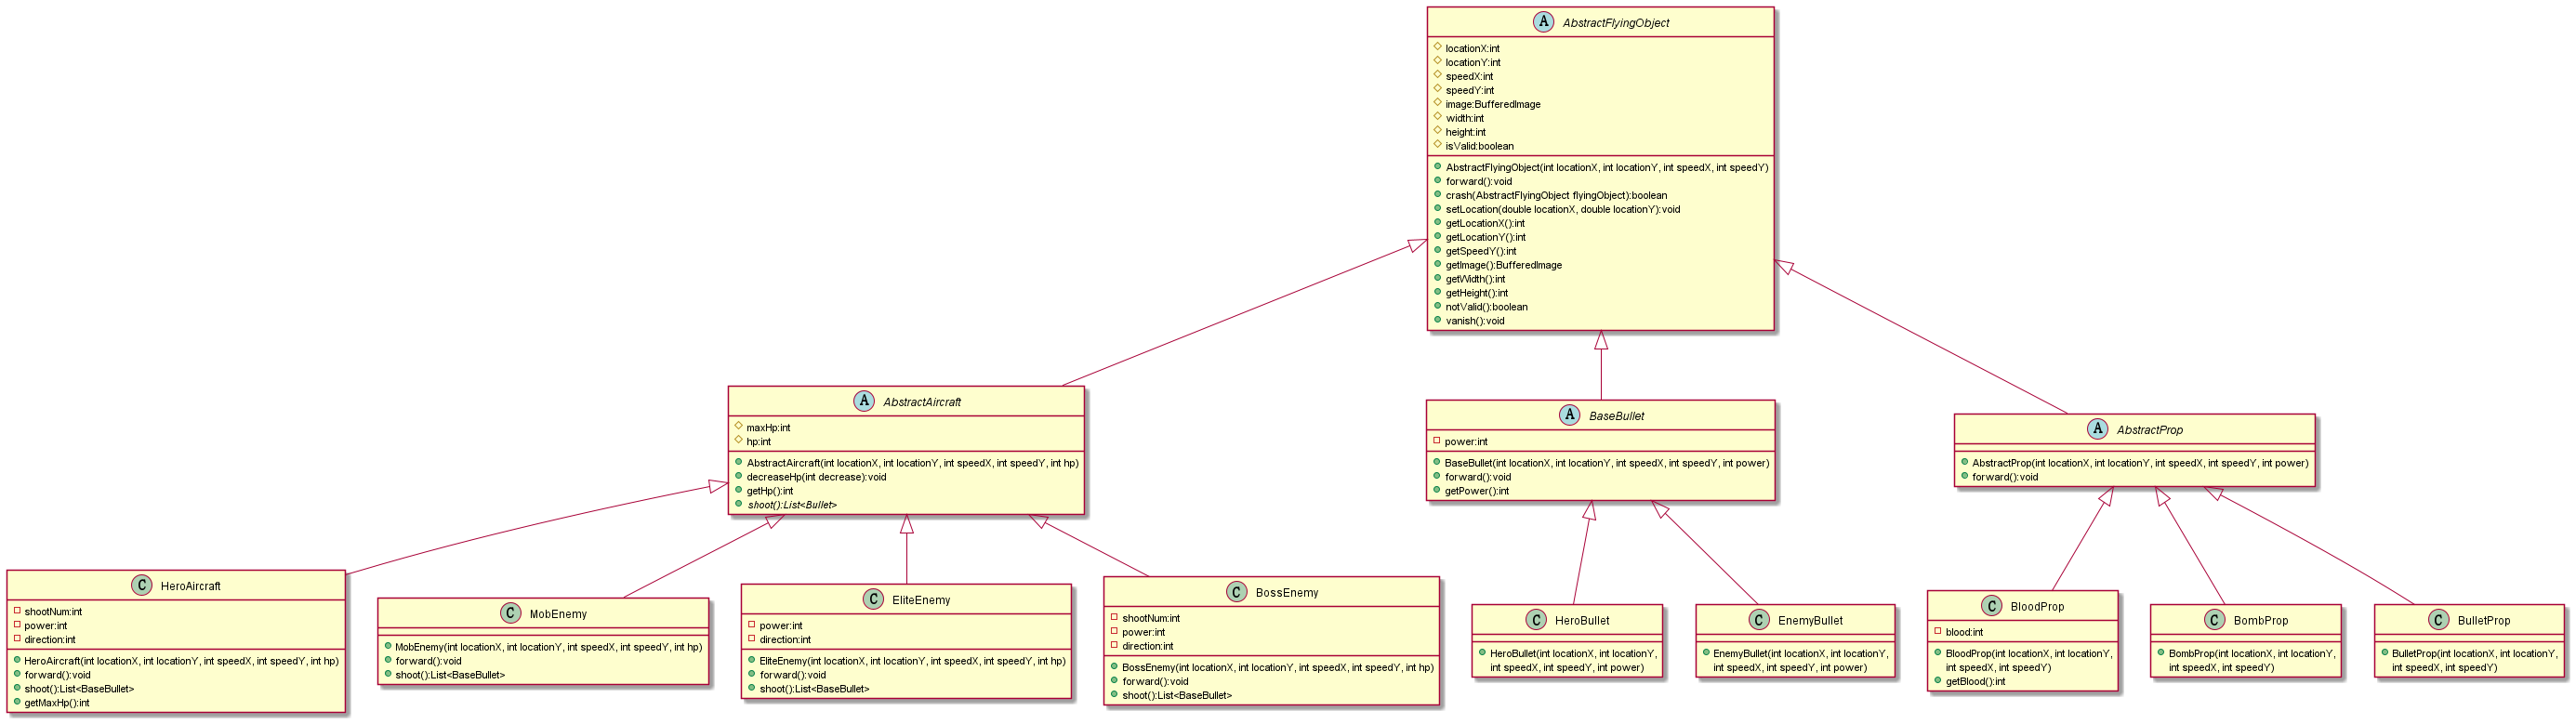 A AbstractFlyingObject
locationX:int
locationY:int
speedX:int
speedY:int
image:BufferedImage
width:int
height:int
isValid:boolean
AbstractFlyingObject(int locationX, int locationY, int speedX, int speedY)
forward():void
crash(AbstractFlyingObject flyingObject):boolean
setLocation(double locationX, double locationY):void
getLocationX():int
getLocationY():int
getSpeedY():int
getImage():BufferedImage
getWidth():int
getHeight():int
notValid():boolean
vanish():void
A AbstractAircraft
maxHp:int
hp:int
AbstractAircraft(int locationX, int locationY, int speedX, int speedY, int hp)
decreaseHp(int decrease):void
getHp():int
shoot():List<Bullet>
A BaseBullet
power:int
BaseBullet(int locationX, int locationY, int speedX, int speedY, int power)
forward():void
getPower():int
A AbstractProp
AbstractProp(int locationX, int locationY, int speedX, int speedY, int power)
forward():void
C HeroAircraft
shootNum:int
power:int
direction:int
HeroAircraft(int locationX, int locationY, int speedX, int speedY, int hp)
forward():void
shoot():List<BaseBullet>
getMaxHp():int
C MobEnemy
MobEnemy(int locationX, int locationY, int speedX, int speedY, int hp)
forward():void
shoot():List<BaseBullet>
C EliteEnemy
power:int
direction:int
EliteEnemy(int locationX, int locationY, int speedX, int speedY, int hp)
forward():void
shoot():List<BaseBullet>
C BossEnemy
shootNum:int
power:int
direction:int
BossEnemy(int locationX, int locationY, int speedX, int speedY, int hp)
forward():void
shoot():List<BaseBullet>
C HeroBullet
HeroBullet(int locationX, int locationY,
int speedX, int speedY, int power)
C EnemyBullet
EnemyBullet(int locationX, int locationY,
int speedX, int speedY, int power)
C BloodProp
blood:int
BloodProp(int locationX, int locationY,
int speedX, int speedY)
getBlood():int
C BombProp
BombProp(int locationX, int locationY,
int speedX, int speedY)
C BulletProp
BulletProp(int locationX, int locationY,
int speedX, int speedY)